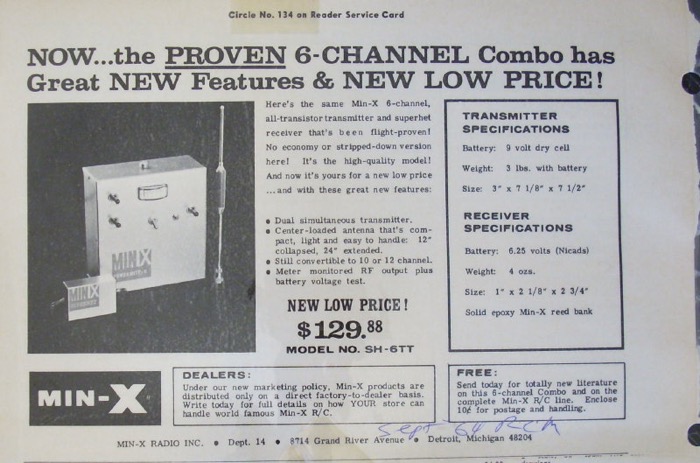 Circle No. 134 on Reader Service Card
NOW...the PROVEN 6-CHANNEL Combo has
Great NEW Features & NEW LOW PRICE!
Here's the same Min-X 6-channel,
all-transistor transmitter and superhet
receiver that's been flight-proven!
No economy or stripped-down version
here! It's the high-quality model!
And now it's yours for a new low price
...and with these great new features:
• Dual simultaneous transmitter.
• Center-loaded antenna that's com-
pact, light and easy to handle: 12"
collapsed, 24" extended.
• Still convertible to 10 or 12 channel.
• Meter monitored RF output plus
battery voltage test.
NEW LOW PRICE!
$129.88
MODEL NO. SH-6TT
MINX
MINX
TRANSMITTER
SPECIFICATIONS
Battery: 9 volt dry cell
Weight: 3 lbs. with battery
Size: 3" x 7 1/8" x 7 1/2"
RECEIVER
SPECIFICATIONS
Battery: 6.25 volts (Nicads)
Weight: 4 ozs.
Size: 1" x 2 1/8" x 2 3/4"
Solid epoxy Min-X reed bank
MIN-X
DEALERS:
Under our new marketing policy, Min-X products are
distributed only on a direct factory-to-dealer basis.
Write today for full details on how YOUR store can
handle world famous Min-X R/C.
FREE:
Send today for totally new literature
on this 6-channel Combo and on the
complete Min-X R/C line. Enclose
10¢ for postage and handling.
Sept '64 RCM
MIN-X RADIO INC. • Dept. 14 • 8714 Grand River Avenue • Detroit, Michigan 48204